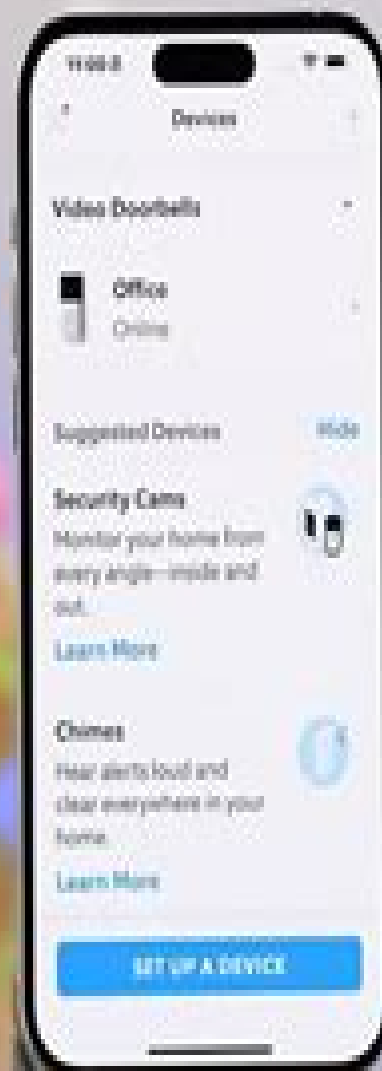 Devices
Video Doorbells
Office
Online
Suggested Devices
Hide
Security Cams
Monitor your home from
every angle—inside and
out.
Learn More
Chimes
Hear alerts loud and
clear everywhere in your
home.
Learn More
SET UP A DEVICE